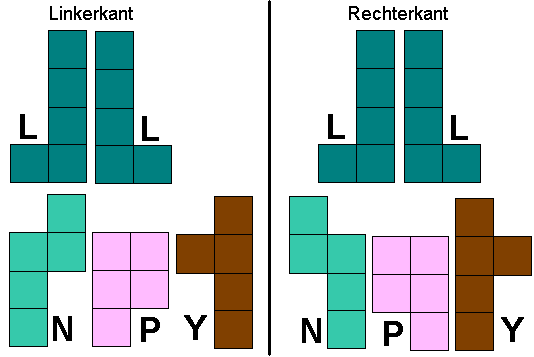 Linkerkant Rechterkant
L L L L
N P Y N P Y